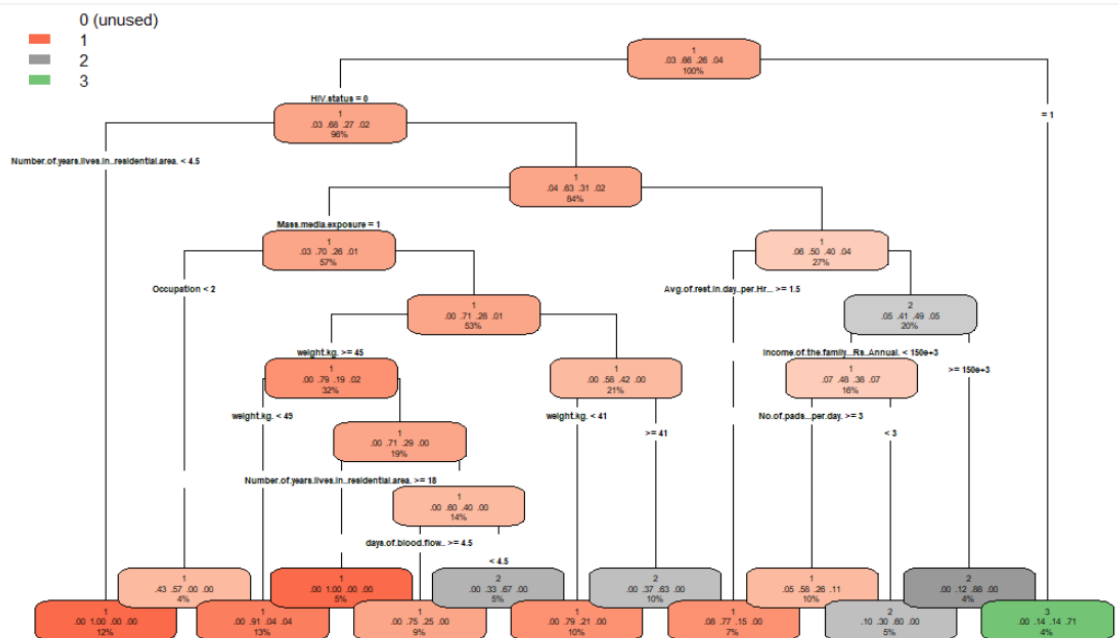 0 (unused)
1
2
3
1
.03 .66 .26 .04
100%
HIV.status = 0
= 1
1
.03 .68 .27 .02
96%
Number.of.years.lives.in..residential.area. < 4.5
1
.04 .63 .31 .02
84%
Mass.media.exposure = 1
1
.03 .70 .26 .01
57%
1
.06 .50 .40 .04
27%
Occupation < 2
Avg.of.rest.in.day..per.Hr... >= 1.5
1
.00 .71 .28 .01
53%
2
.05 .41 .49 .05
20%
weight.kg. >= 45
Income.of.the.family...Rs..Annual. < 150e+3
>= 150e+3
1
.00 .79 .19 .02
32%
1
.00 .58 .42 .00
21%
1
.07 .48 .38 .07
16%
weight.kg. < 49
weight.kg. < 41
>= 41
No.of.pads...per.day. >= 3
< 3
1
.00 .71 .29 .00
19%
Number.of.years.lives.in..residential.area. >= 18
1
.00 .60 .40 .00
14%
days.of.blood.flow.. >= 4.5
< 4.5
1
.43 .57 .00 .00
4%
1
.00 1.00 .00 .00
5%
2
.00 .33 .67 .00
5%
2
.00 .37 .63 .00
10%
1
.05 .58 .26 .11
10%
2
.00 .12 .88 .00
4%
1
.00 1.00 .00 .00
12%
1
.00 .91 .04 .04
13%
1
.00 .75 .25 .00
9%
1
.00 .79 .21 .00
10%
1
.08 .77 .15 .00
7%
2
.10 .30 .60 .00
5%
3
.00 .14 .14 .71
4%